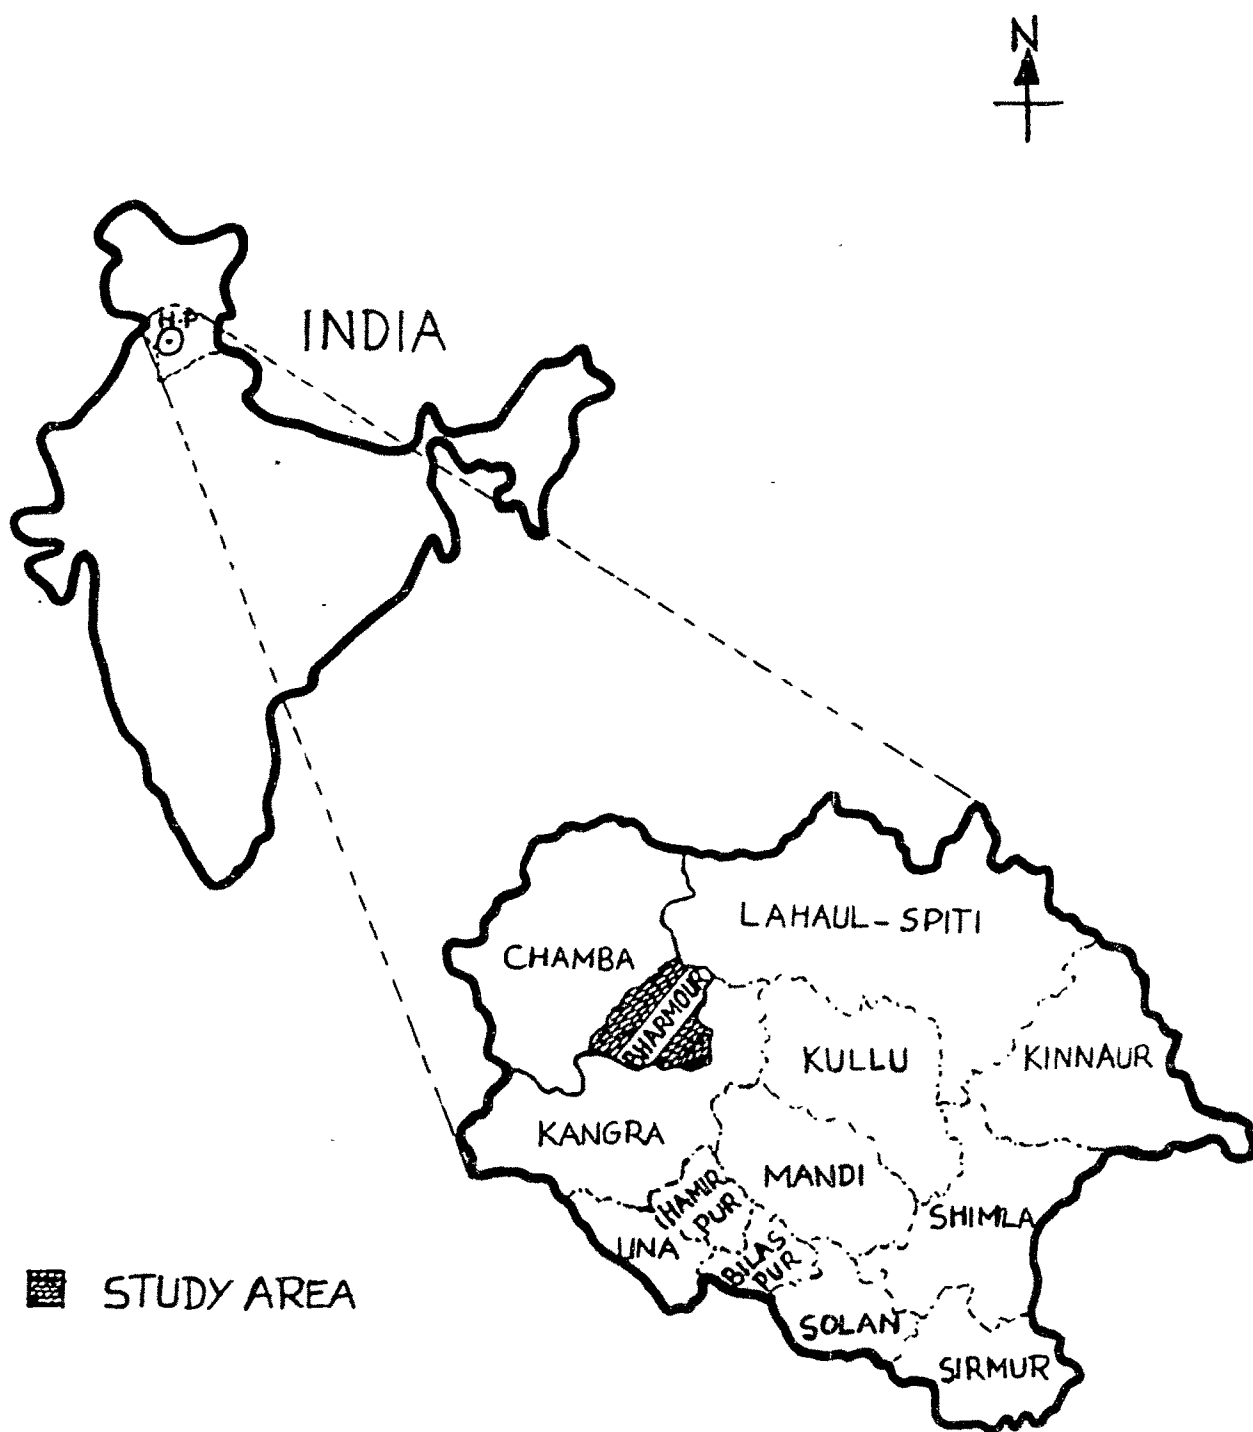 N
INDIA
H.P
LAHAUL-SPITI
CHAMBA
BHARMOUR
KULLU
KINNAUR
KANGRA
MANDI
HAMIR
PUR
SHIMLA
UNA
BILAS
PUR
STUDY AREA
SOLAN
SIRMUR